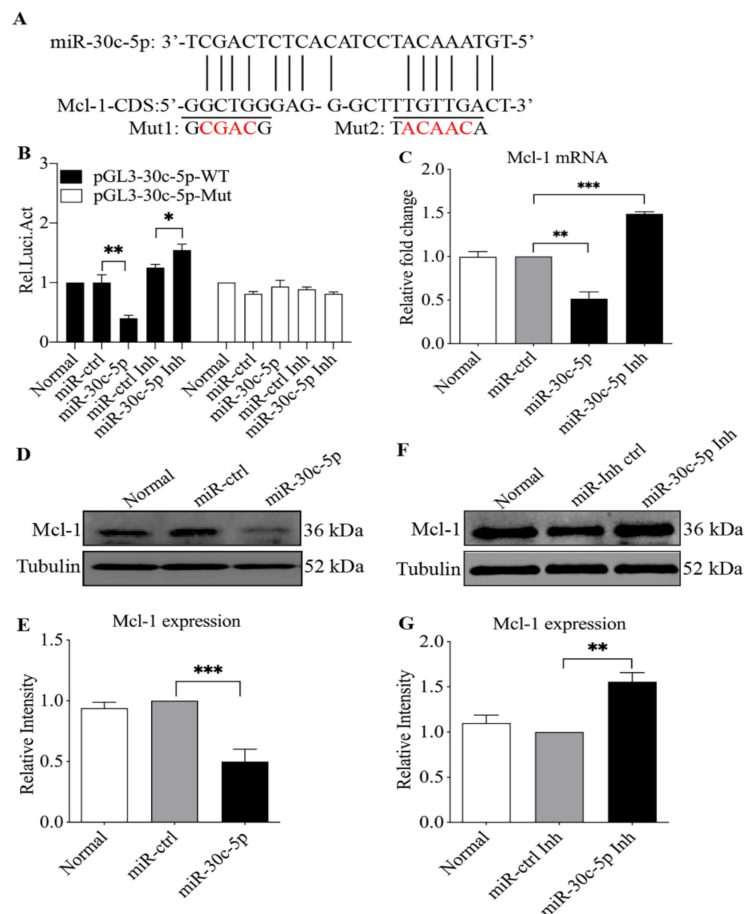 A
miR-30c-5p: 3’-TCGACTCTCACATCCTACAAATGT-5’
Mcl-1-CDS:5’-GGCTGGGAG- G-GCTTTGTTGACT-3’
Mut1: GCGACG Mut2: TACAACA
B
pGL3-30c-5p-WT
pGL3-30c-5p-Mut
Rel.Luci.Act
3
2
1
0
** *
Normal
miR-ctrl
miR-30c-5p
miR-ctrl Inh
miR-30c-5p Inh
Normal
miR-ctrl
miR-30c-5p
miR-ctrl Inh
miR-30c-5p Inh
C
Mcl-1 mRNA
Relative fold change
2.0
1.5
1.0
0.5
0.0
***
**
Normal
miR-ctrl
miR-30c-5p
miR-30c-5p Inh
D
Normal
miR-ctrl
miR-30c-5p
Mcl-1 36 kDa
Tubulin 52 kDa
F
Normal
miR-Inh ctrl
miR-30c-5p Inh
Mcl-1 36 kDa
Tubulin 52 kDa
E
Mcl-1 expression
Relative Intensity
1.5
1.0
0.5
0.0
***
Normal
miR-ctrl
miR-30c-5p
G
Mcl-1 expression
Relative Intensity
2.0
1.5
1.0
0.5
0.0
**
Normal
miR-ctrl Inh
miR-30c-5p Inh